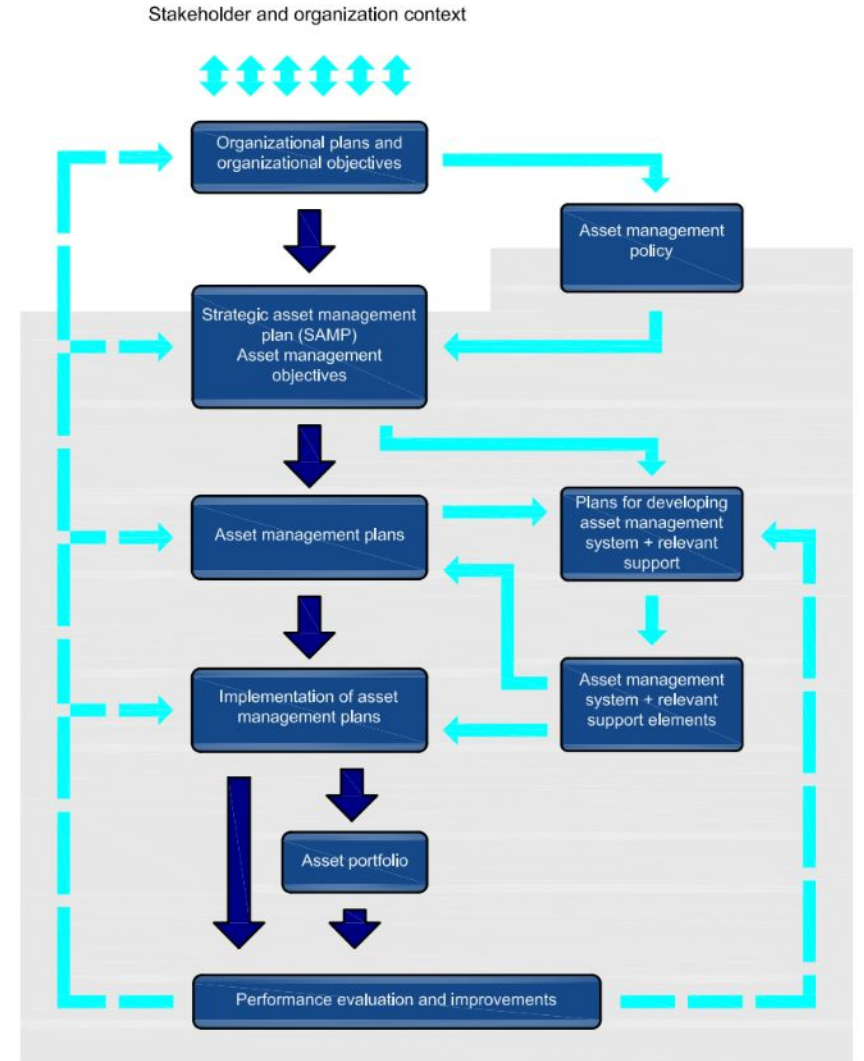 Stakeholder and organization context
Organizational plans and
organizational objectives
Asset management
policy
Strategic asset management
plan (SAMP)
Asset management
objectives
Asset management plans
Plans for developing
asset management
system + relevant
support
Implementation of asset
management plans
Asset management
system + relevant
support elements
Asset portfolio
Performance evaluation and improvements